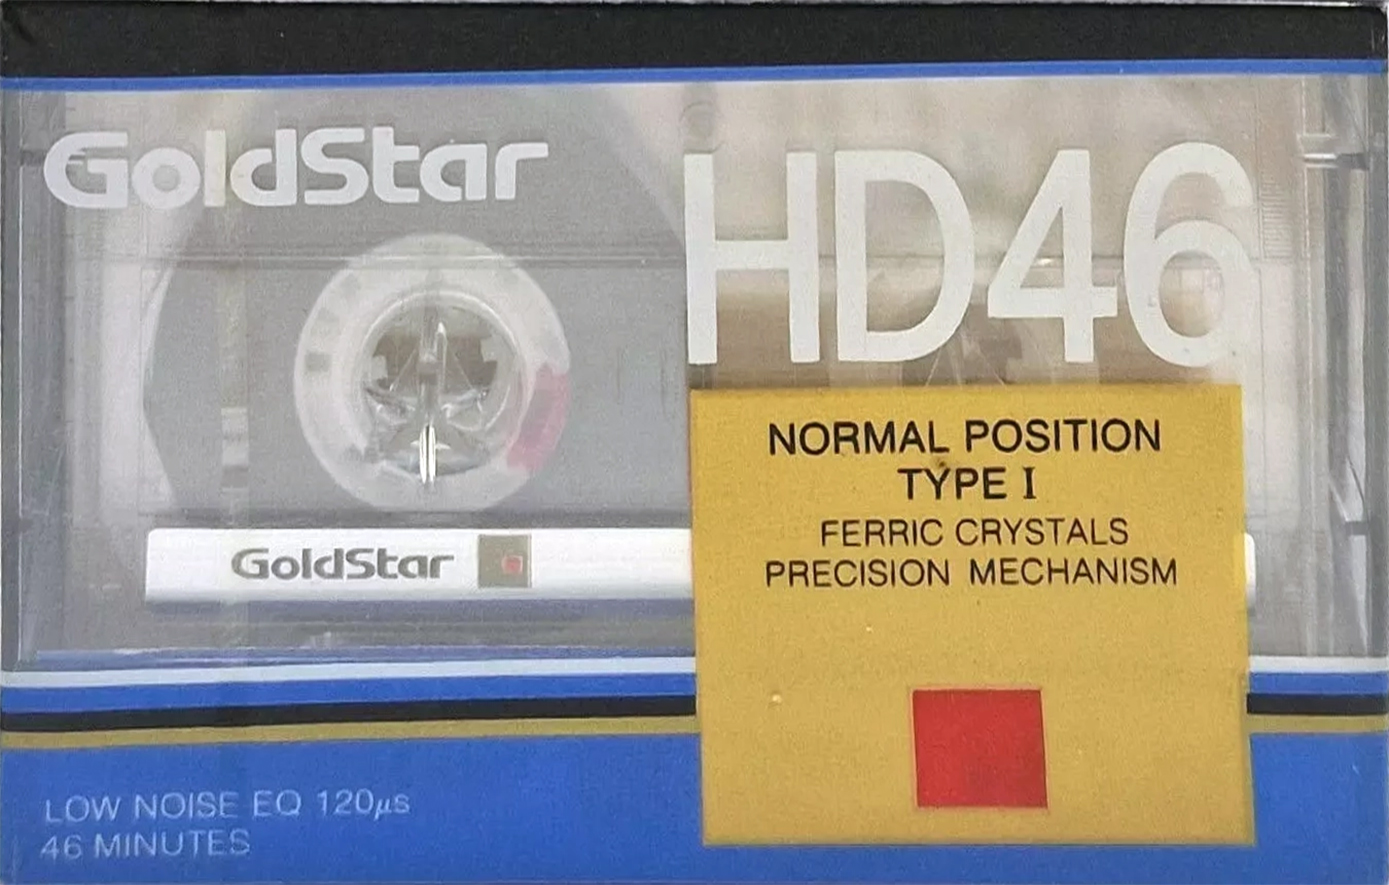 GoldStar
HD46
NORMAL POSITION
TYPE I
FERRIC CRYSTALS
PRECISION MECHANISM
GoldStar
LOW NOISE EQ 120μs
46 MINUTES